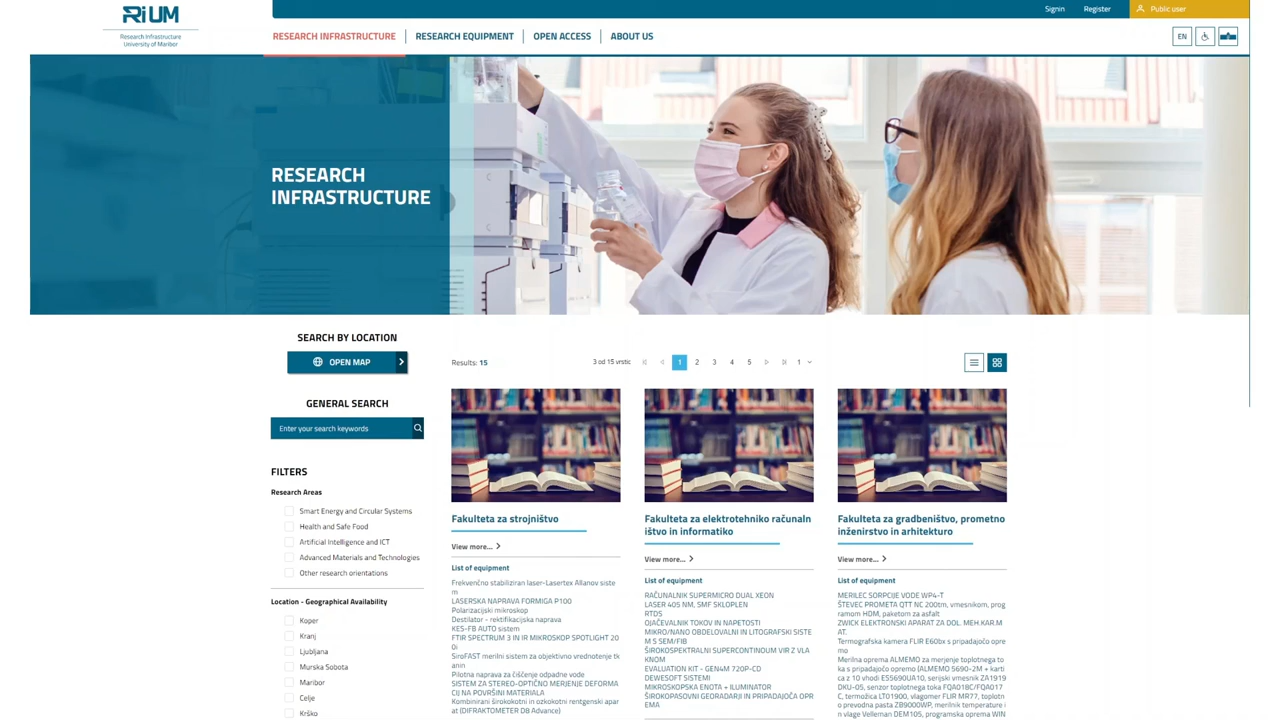 RiUM
Research Infrastructure
University of Maribor
Signin
Register
Public user
RESEARCH INFRASTRUCTURE
RESEARCH EQUIPMENT
OPEN ACCESS
ABOUT US
EN
RESEARCH
INFRASTRUCTURE
SEARCH BY LOCATION
OPEN MAP
GENERAL SEARCH
Enter your search keywords
FILTERS
Research Areas
Smart Energy and Circular Systems
Health and Safe Food
Artificial Intelligence and ICT
Advanced Materials and Technologies
Other research orientations
Location - Geographical Availability
Koper
Kranj
Ljubljana
Murska Sobota
Maribor
Celje
Krško
Results: 15
3 od 15 vrstic
1 2 3 4 5
1
Fakulteta za strojništvo
View more...
List of equipment
Frekvenčno stabiliziran laser-Lasertex Allanov siste
m
LASERSKA NAPRAVA FORMIGA P100
Polarizacijski mikroskop
Destilator - rektifikacijska naprava
KES-FB AUTO sistem
FTIR SPECTRUM 3 IN IR MIKROSKOP SPOTLIGHT 20
0i
SiroFAST merilni sistem za objektivno vrednotenje tk
anin
Pilotna naprava za čiščenje odpadne vode
SISTEM ZA STEREO-OPTIČNO MERJENJE DEFORMA
CIJ NA POVRŠINI MATERIALA
Kombinirani širokokotni in ozkokotni rentgenski apar
at (DIFRAKTOMETER D8 Advance)
Fakulteta za elektrotehniko računaln
ištvo in informatiko
View more...
List of equipment
RAČUNALNIK SUPERMICRO DUAL XEON
LASER 405 NM, SMF SKLOPLEN
RTDS
OJAČEVALNIK TOKOV IN NAPETOSTI
MIKRO/NANO OBDELOVALNI IN LITOGRAFSKI SISTE
M S SEM/FIB
ŠIROKOSPEKTRALNI SUPERCONTINOUM VIR Z VLA
KNOM
EVALUATION KIT - GEN4M 720P-CD
DEWESOFT SISTEMI
MIKROSKOPSKA ENOTA + ILUMINATOR
ŠIROKOPASOVNI GEORADARJI IN PRIPADAJOČA OPR
EMA
Fakulteta za gradbeništvo, prometno
inženirstvo in arhitekturo
View more...
List of equipment
MERILEC SORPCIJE VODE WP4-T
ŠTEVEC PROMETA QTT NC 200tm, vmesnikom, prog
ramom HDM, paketom za asfalt
ZWICK ELEKTRONSKI APARAT ZA DOL. MEH.KAR.M
AT.
Termografska kamera FLIR E60bx s pripadajočo opre
mo
Merilna oprema ALMEMO za merjenje toplotnega to
ka s pripadajočo opremo (ALMEMO 5690-2M + karti
ca z 10 vhodi ES5690UA10, serijski vmesnik ZA1919
DKU-05, senzor toplotnega toka FQA018C/FQA017
C, termožica LT01900, vlagomer FLIR MR77, toplotn
o prevodna pasta ZB9000WP, merilnik temperature i
n vlage Velleman DEM105, programska oprema WIN